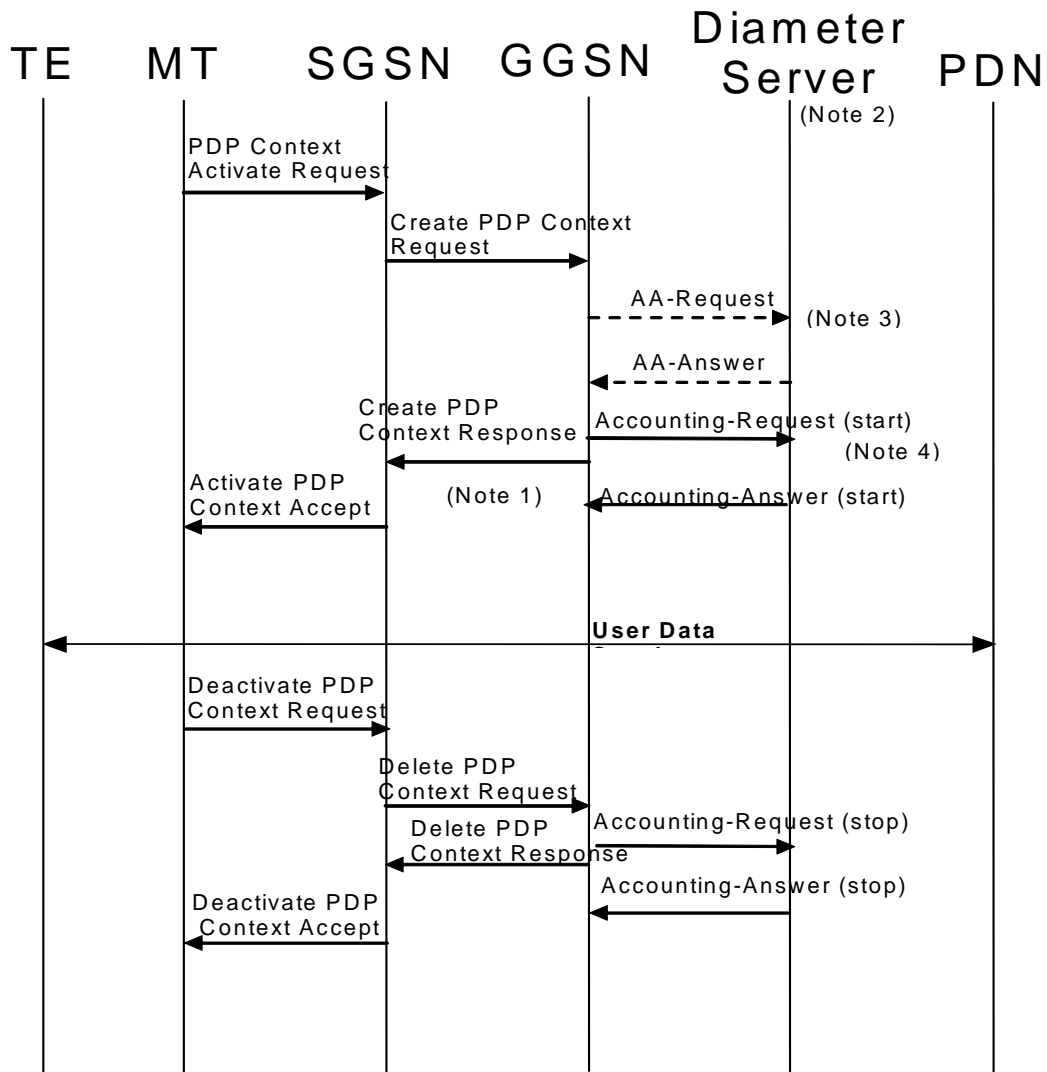 TE
MT
SGSN
GGSN
Diameter
Server
PDN
(Note 2)
PDP Context
Activate Request
Create PDP Context
Request
AA-Request
(Note 3)
AA-Answer
Create PDP
Context Response
Accounting-Request (start)
(Note 4)
Activate PDP
Context Accept
(Note 1)
Accounting-Answer (start)
User Data
Deactivate PDP
Context Request
Delete PDP
Context Request
Accounting-Request (stop)
Delete PDP
Context Response
Accounting-Answer (stop)
Deactivate PDP
Context Accept